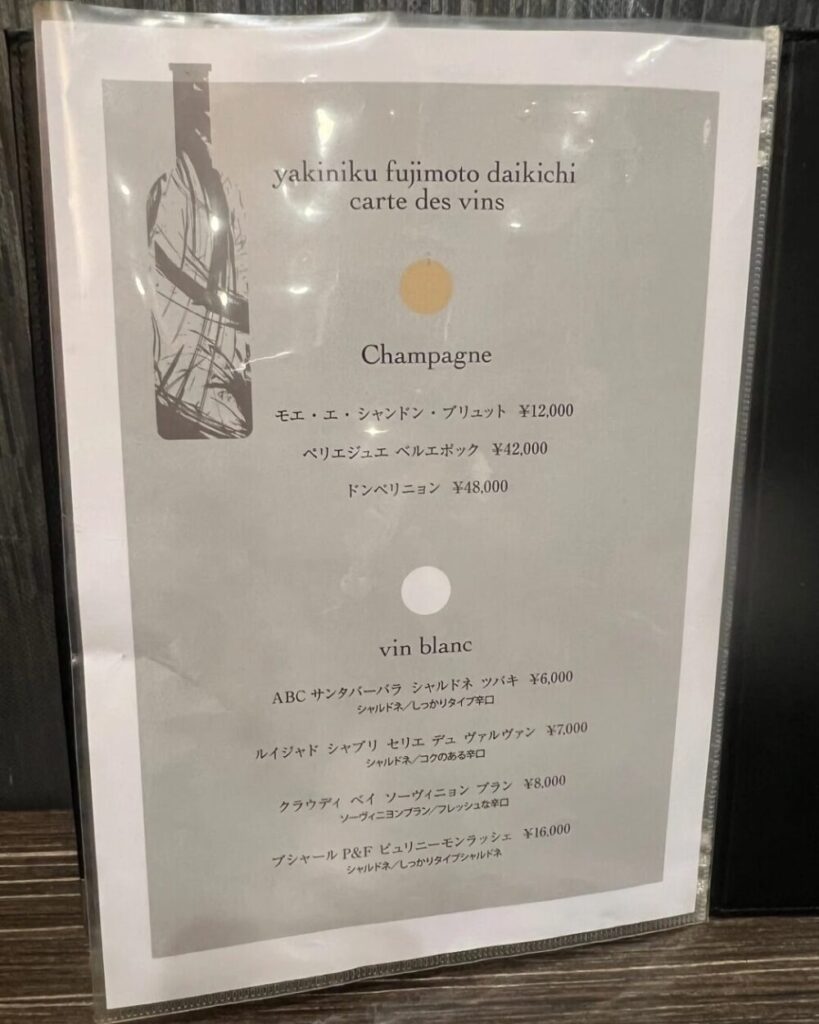 yakiniku fujimoto daikichi
carte des vins
Champagne
モエ・エ・シャンドン・ブリュット ¥12,000
ペリエジュエ ベルエポック ¥42,000
ドンペリニョン ¥48,000
vin blanc
ABC サンタバーバラ シャルドネ ツバキ ¥6,000
シャルドネ/しっかりタイプ辛口
ルイジャド シャブリ セリエ デュ ヴァルヴァン ¥7,000
シャルドネ/コクのある辛口
クラウディ ベイ ソーヴィニョン ブラン ¥8,000
ソーヴィニヨンブラン/フレッシュな辛口
ブシャール P&F ピュリニーモンラッシェ ¥16,000
シャルドネ/しっかりタイプシャルドネ